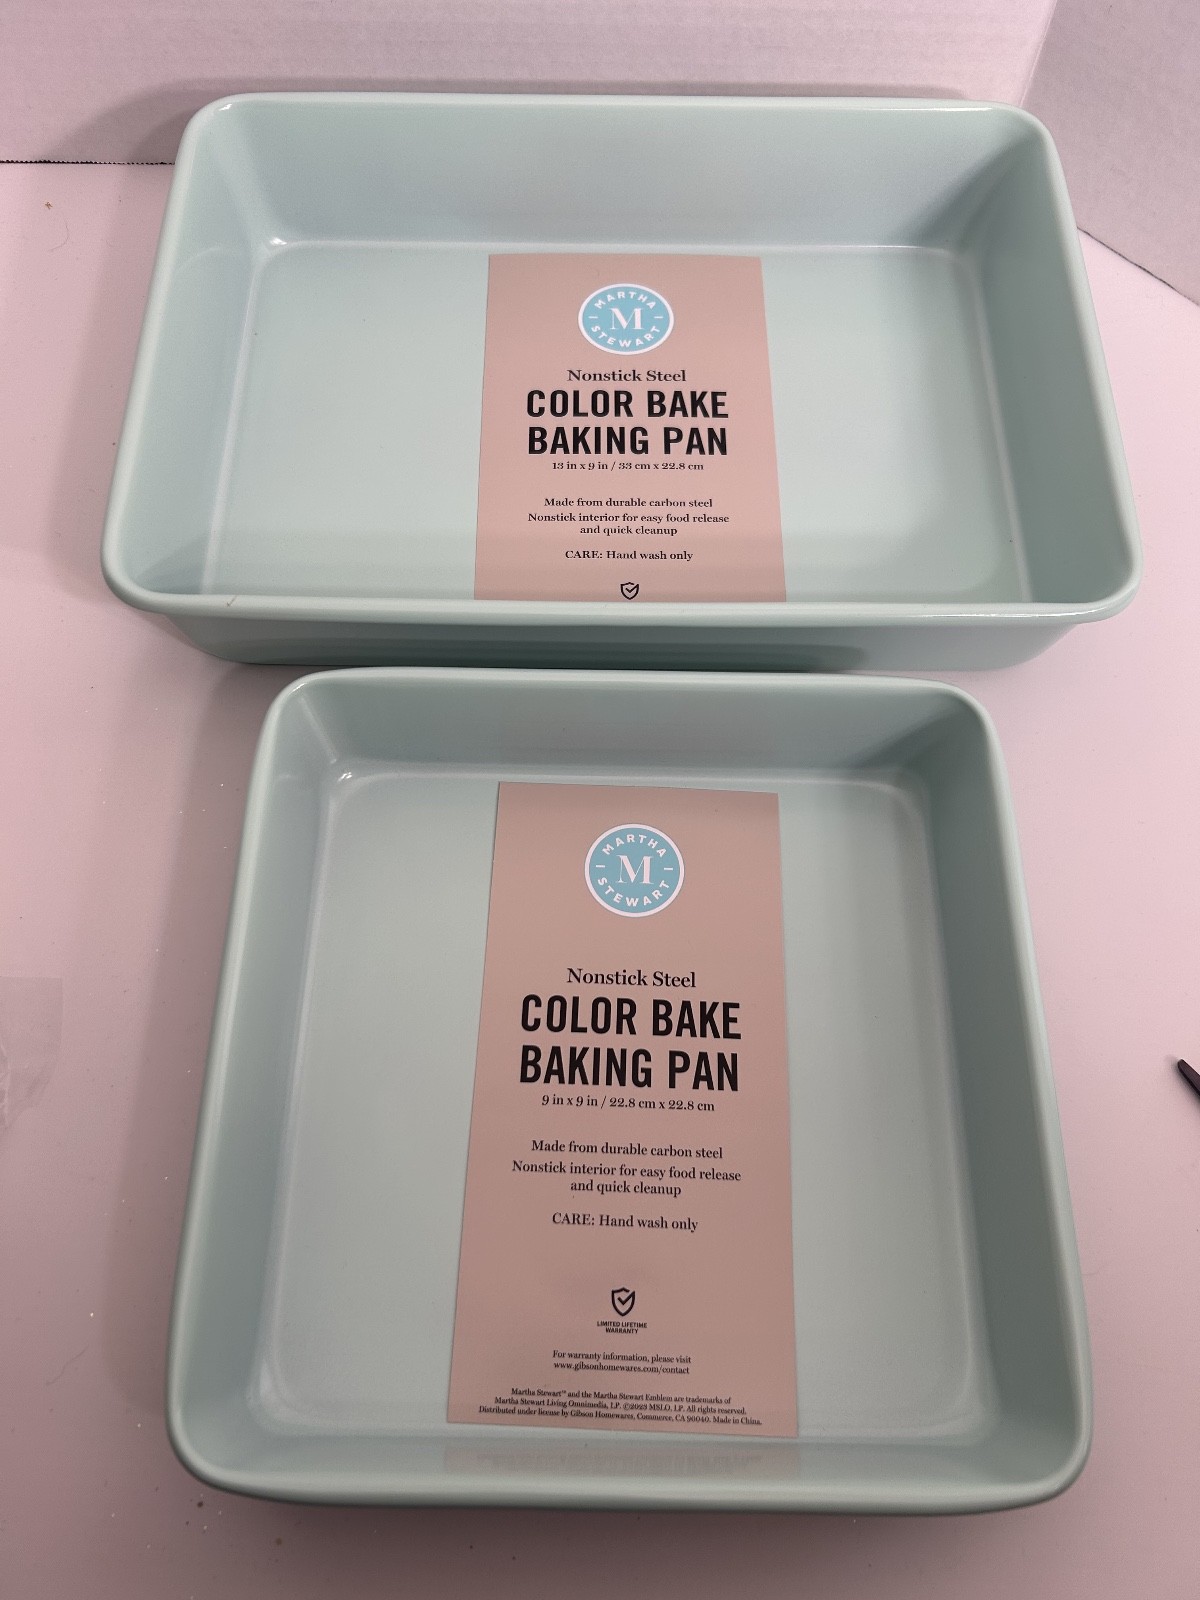 MARTHA
M
STEWART
Nonstick Steel
COLOR BAKE
BAKING PAN
13 in x 9 in / 33 cm x 22.8 cm
Made from durable carbon steel
Nonstick interior for easy food release
and quick cleanup
CARE: Hand wash only
MARTHA
M
STEWART
Nonstick Steel
COLOR BAKE
BAKING PAN
9 in x 9 in / 22.8 cm x 22.8 cm
Made from durable carbon steel
Nonstick interior for easy food release
and quick cleanup
CARE: Hand wash only
LIMITED LIFETIME
WARRANTY
For warranty information, please visit
www.gibsonhomewares.com/contact
Martha Stewart™ and the Martha Stewart Emblem are trademarks of
Martha Stewart Living Omnimedia, LP. ©2023 MSLO, LP. All rights reserved.
Distributed under license by Gibson Homewares, Commerce, CA 90040. Made in China.